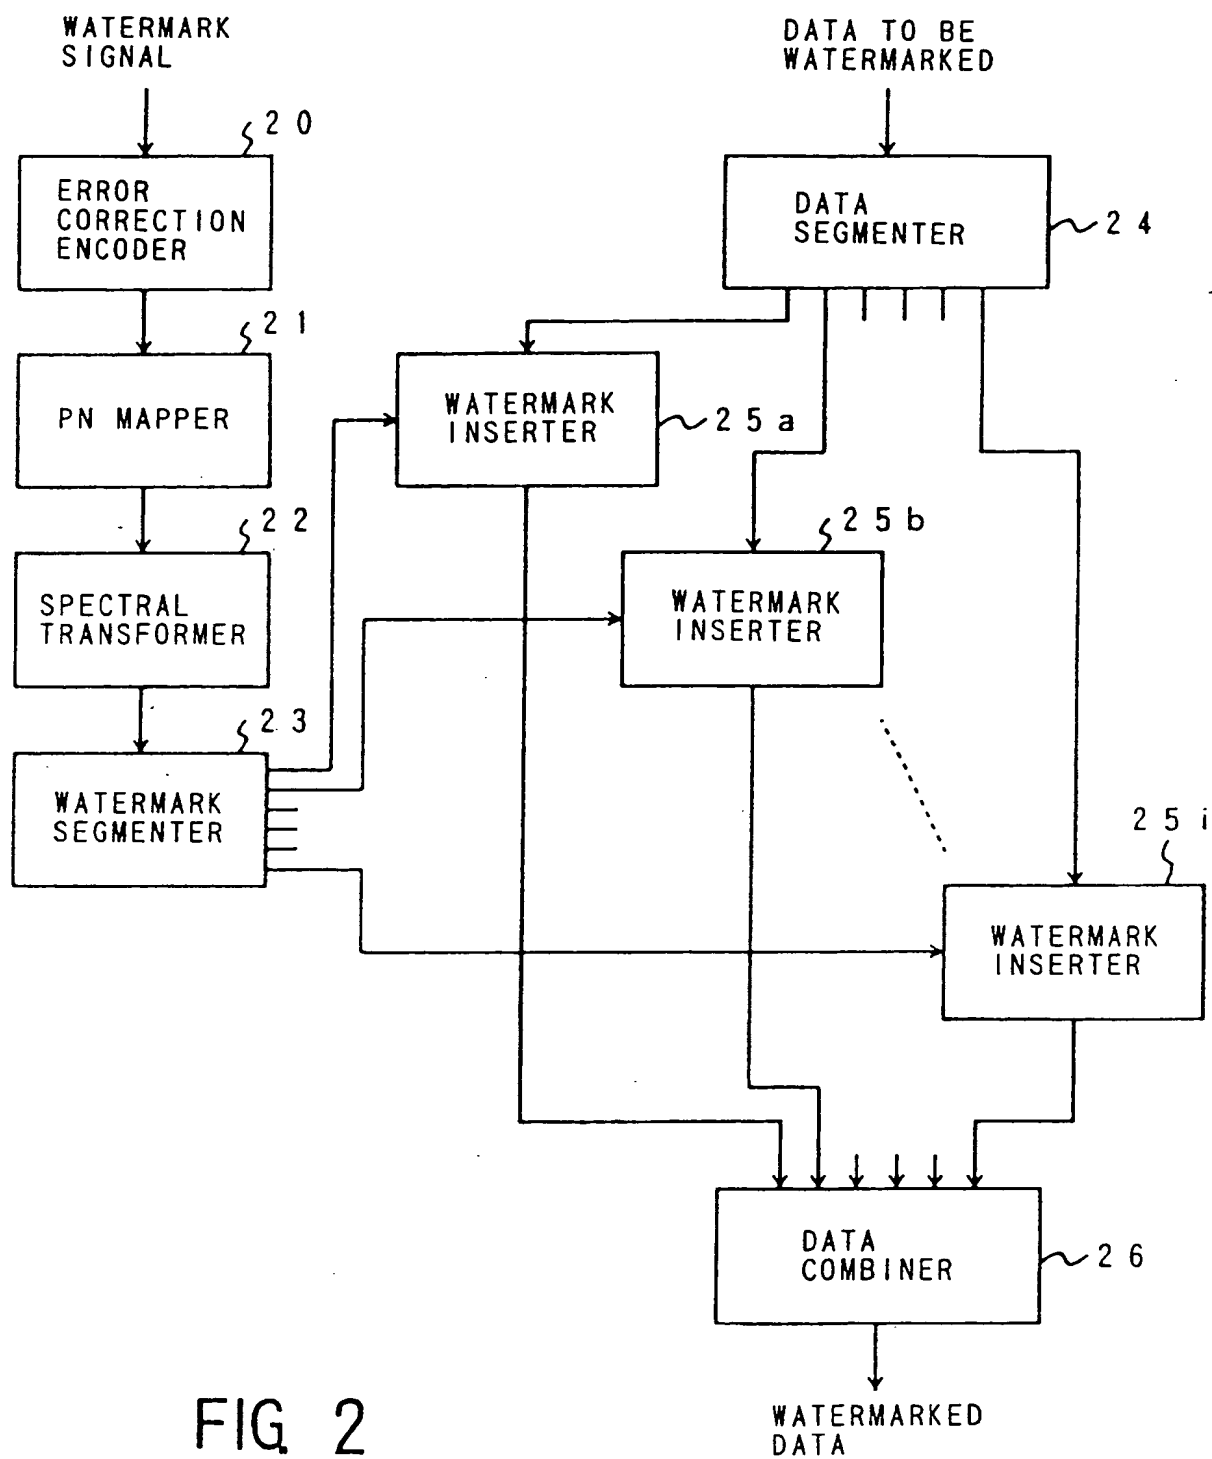 WATERMARK
SIGNAL
DATA TO BE
WATERMARKED
20
ERROR
CORRECTION
ENCODER
DATA
SEGMENTER
24
21
PN MAPPER
WATERMARK
INSERTER
25a
22
SPECTRAL
TRANSFORMER
25b
WATERMARK
INSERTER
23
WATERMARK
SEGMENTER
25i
WATERMARK
INSERTER
DATA
COMBINER
26
WATERMARKED
DATA
FIG. 2